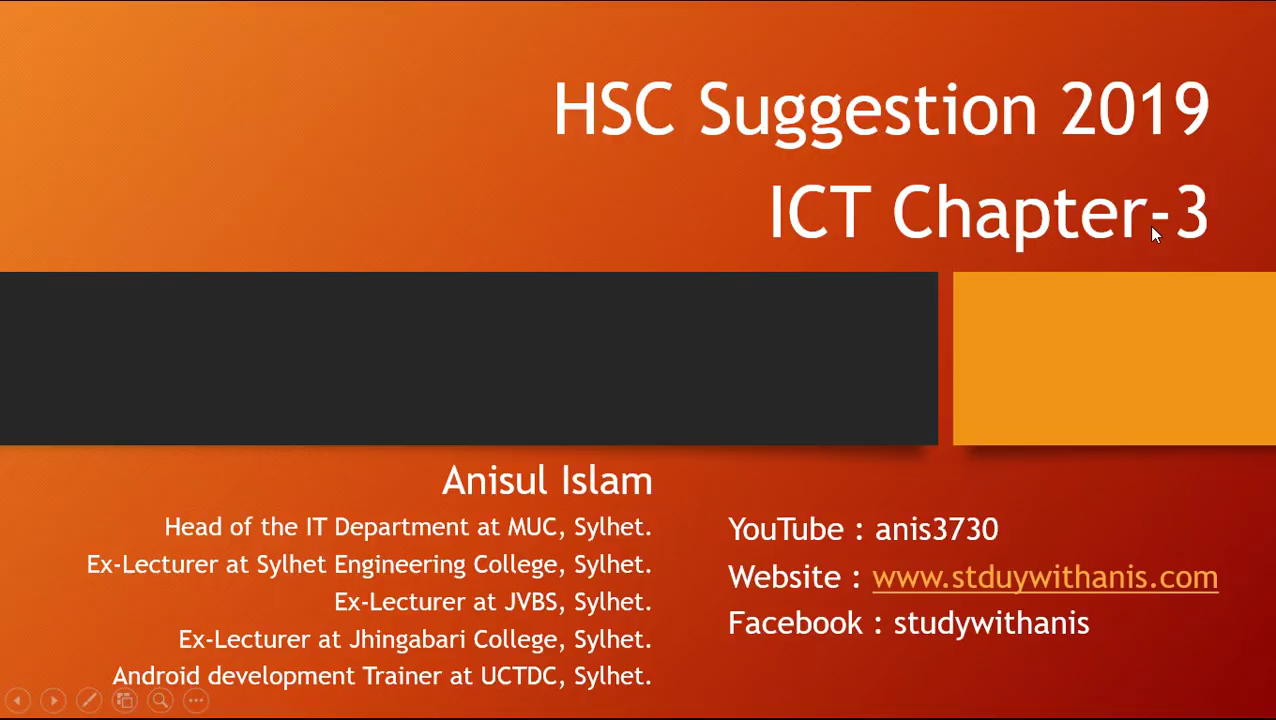 HSC Suggestion 2019
ICT Chapter-3
Anisul Islam
Head of the IT Department at MUC, Sylhet.
Ex-Lecturer at Sylhet Engineering College, Sylhet.
Ex-Lecturer at JVBS, Sylhet.
Ex-Lecturer at Jhingabari College, Sylhet.
Android development Trainer at UCTDC, Sylhet.
YouTube : anis3730
Website : www.stduywithanis.com
Facebook : studywithanis